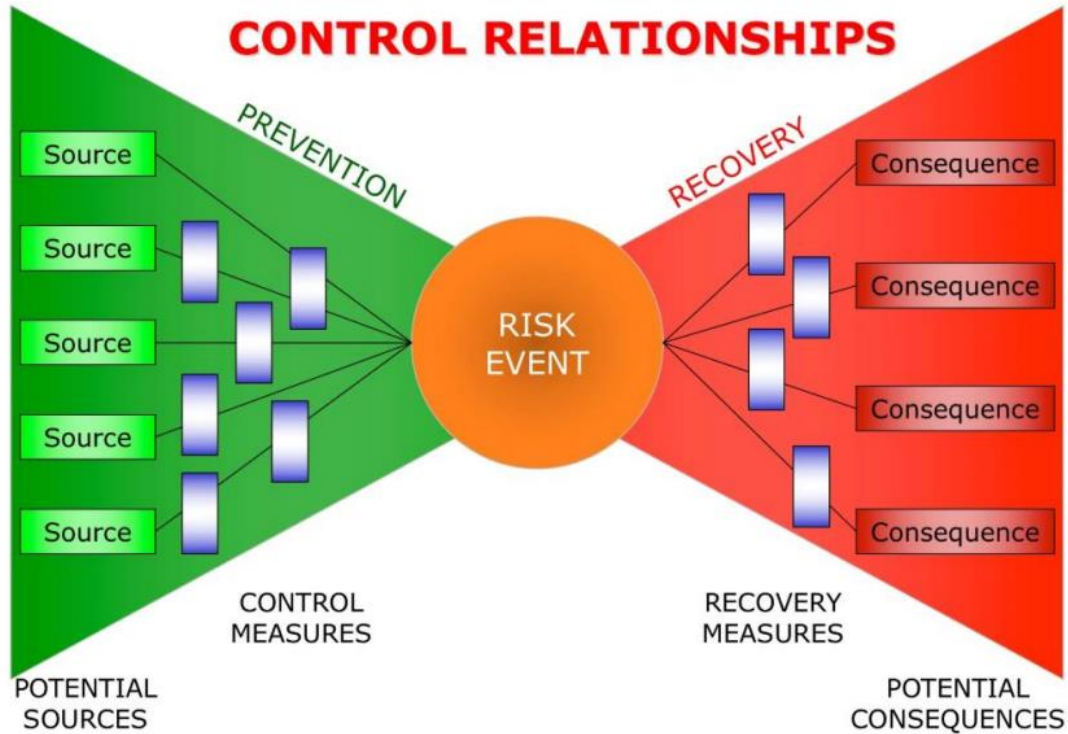 CONTROL RELATIONSHIPS
PREVENTION
RECOVERY
Source
Source
Source
Source
Source
RISK
EVENT
Consequence
Consequence
Consequence
Consequence
CONTROL
MEASURES
RECOVERY
MEASURES
POTENTIAL
SOURCES
POTENTIAL
CONSEQUENCES